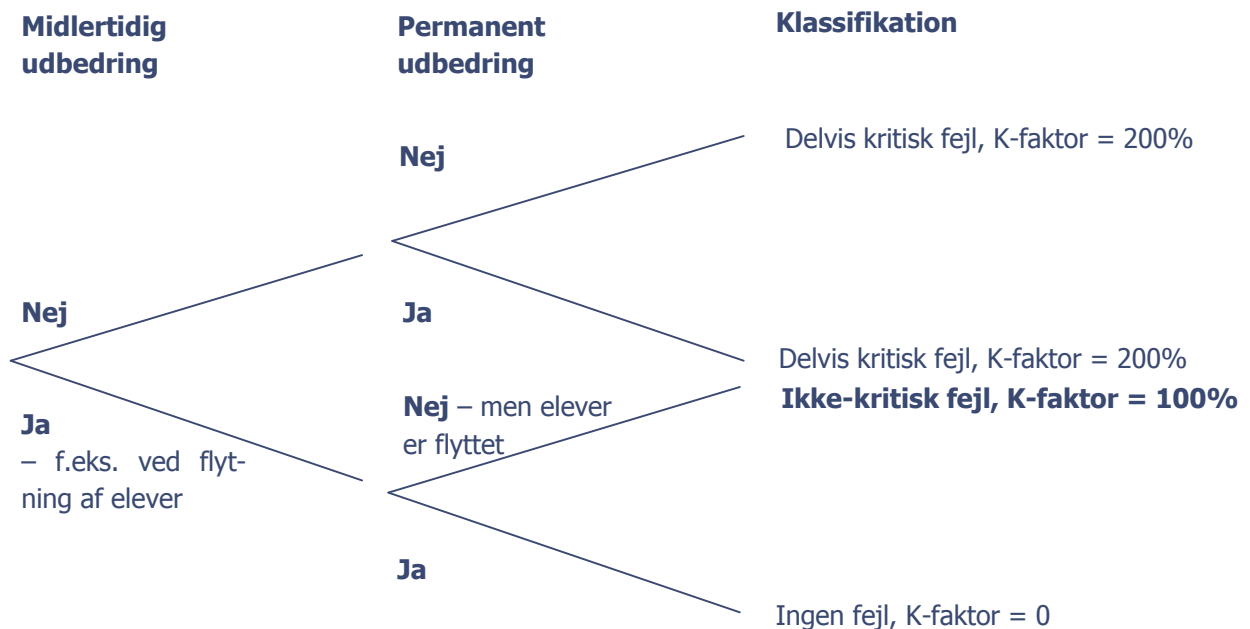 Midlertidig
udbedring
Permanent
udbedring
Klassifikation
Nej
Delvis kritisk fejl, K-faktor = 200%
Nej
Ja
Delvis kritisk fejl, K-faktor = 200%
Ikke-kritisk fejl, K-faktor = 100%
Ja
– f.eks. ved flyt-
ning af elever
Nej – men elever
er flyttet
Ja
Ingen fejl, K-faktor = 0